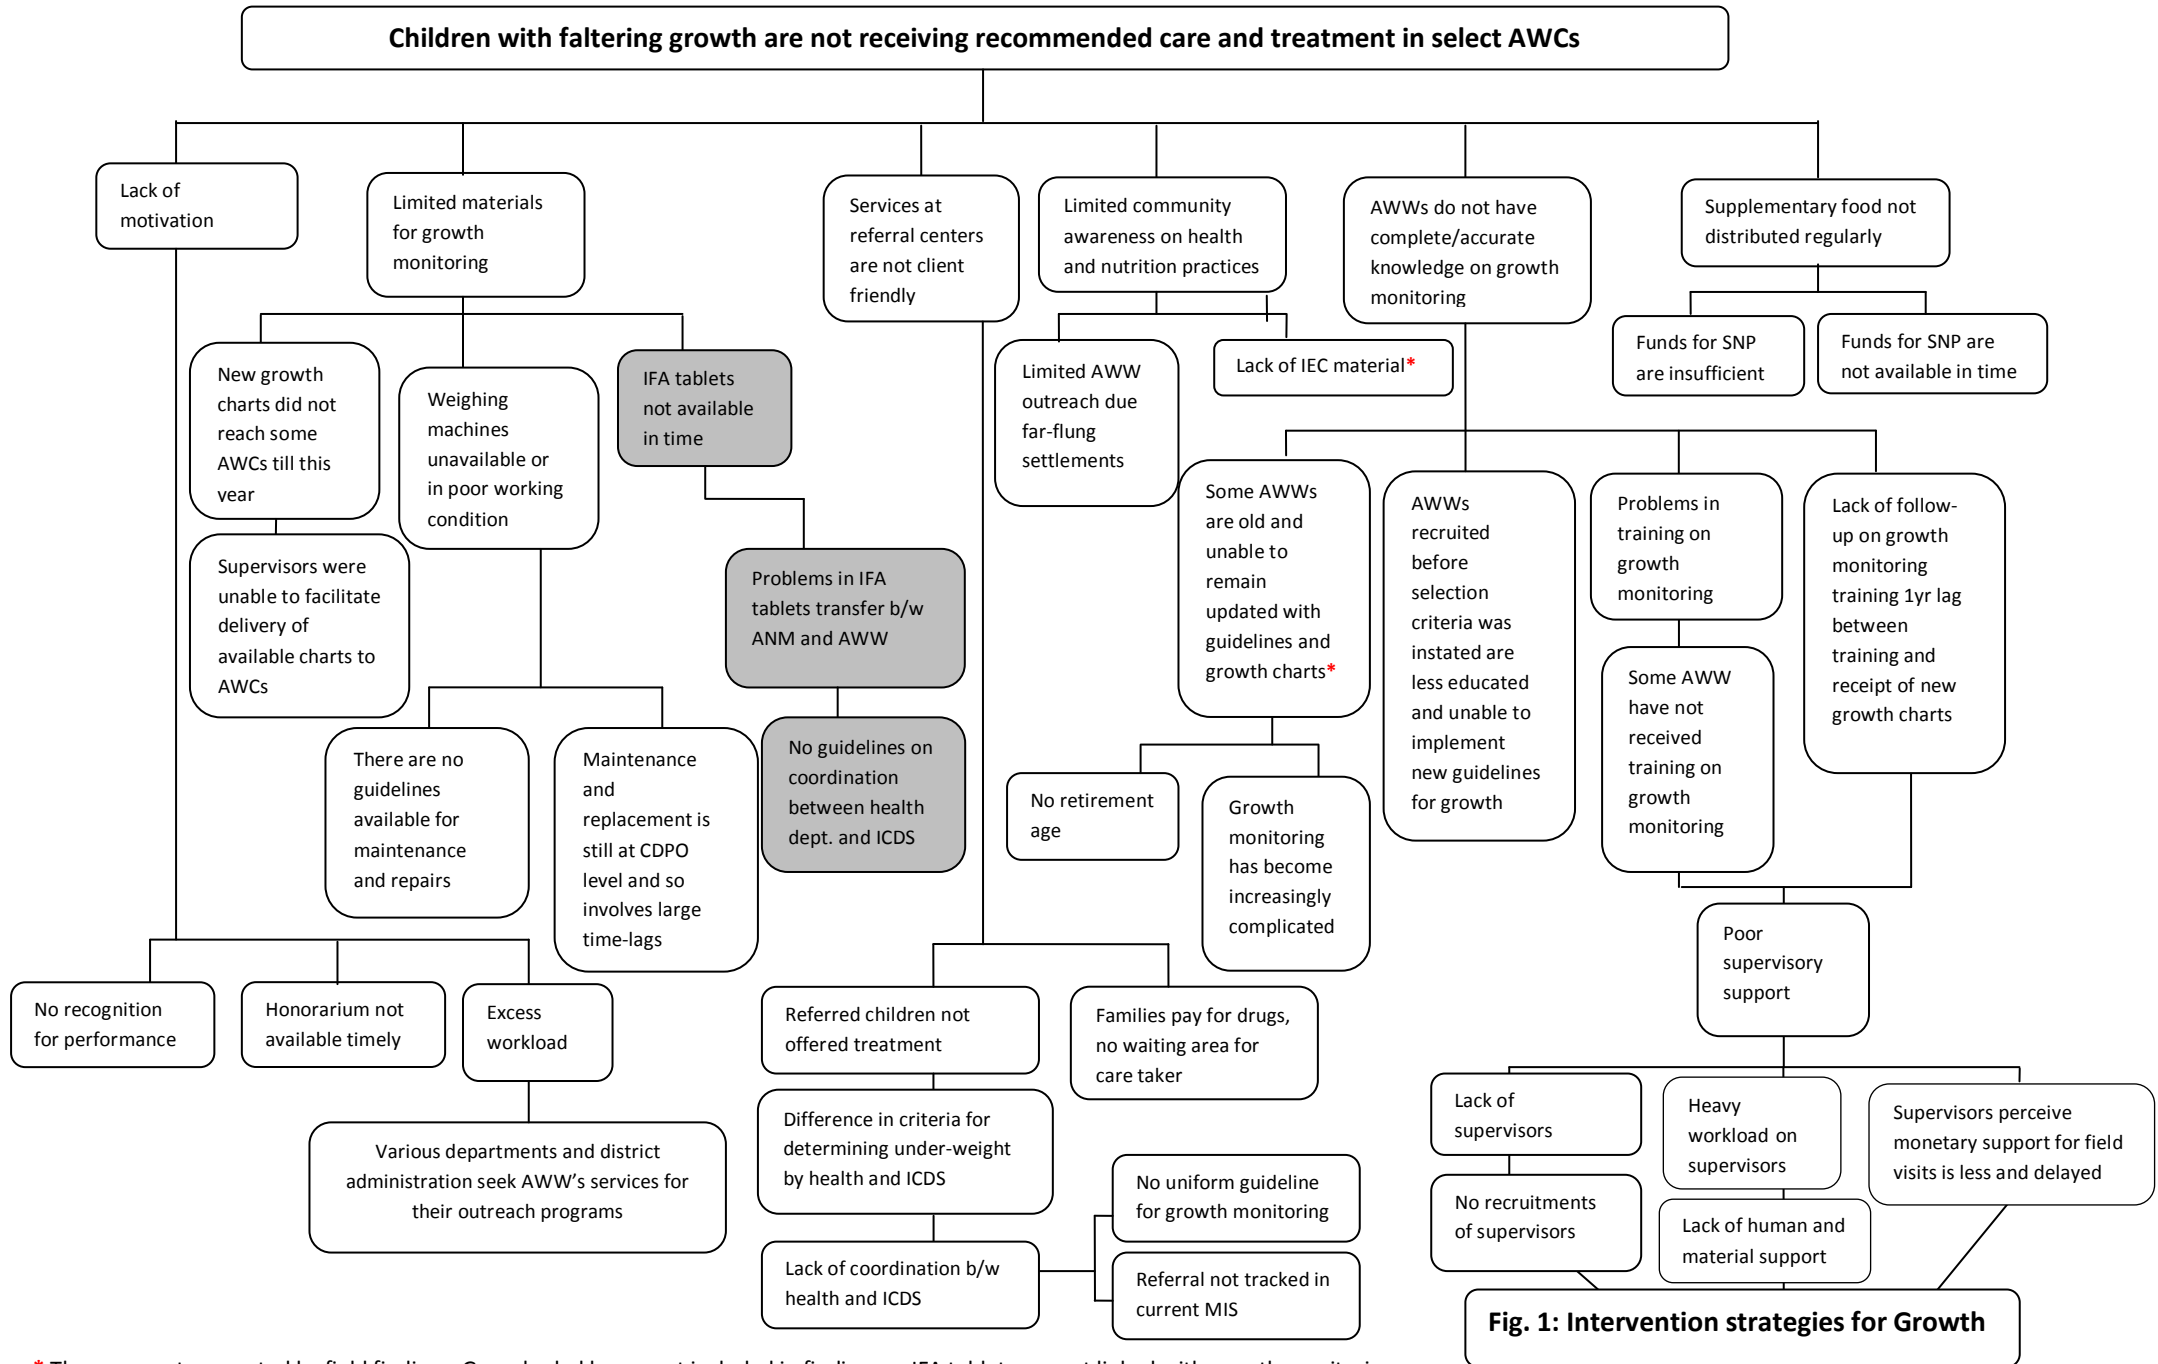 Children with faltering growth are not receiving recommended care and treatment in select AWCs
Lack of
motivation
Limited materials
for growth
monitoring
Services at
referral centers
are not client
friendly
Limited community
awareness on health
and nutrition practices
AWWs do not have
complete/accurate
knowledge on growth
monitoring
Supplementary food not
distributed regularly
New growth
charts did not
reach some
AWCs till this
year
Weighing
machines
unavailable or
in poor working
condition
IFA tablets
not available
in time
Limited AWW
outreach due
far-flung
settlements
Lack of IEC material*
Funds for SNP
are insufficient
Funds for SNP are
not available in time
Supervisors were
unable to facilitate
delivery of
available charts to
AWCs
Problems in IFA
tablets transfer b/w
ANM and AWW
Some AWWs
are old and
unable to
remain
updated with
guidelines and
growth charts*
AWWs
recruited
before
selection
criteria was
instated are
less educated
and unable to
implement
new guidelines
for growth
Problems in
training on
growth
monitoring
Lack of follow-
up on growth
monitoring
training 1yr lag
between
training and
receipt of new
growth charts
There are no
guidelines
available for
maintenance
and repairs
Maintenance
and
replacement is
still at CDPO
level and so
involves large
time-lags
No guidelines on
coordination
between health
dept. and ICDS
No retirement
age
Growth
monitoring
has become
increasingly
complicated
Some AWW
have not
received
training on
growth
monitoring
Poor
supervisory
support
No recognition
for performance
Honorarium not
available timely
Excess
workload
Referred children not
offered treatment
Families pay for drugs,
no waiting area for
care taker
Various departments and district
administration seek AWW's services for
their outreach programs
Difference in criteria for
determining under-weight
by health and ICDS
Lack of coordination b/w
health and ICDS
No uniform guideline
for growth monitoring
Referral not tracked in
current MIS
Lack of
supervisors
Heavy
workload on
supervisors
Supervisors perceive
monetary support for field
visits is less and delayed
No recruitments
of supervisors
Lack of human and
material support
Fig. 1: Intervention strategies for Growth